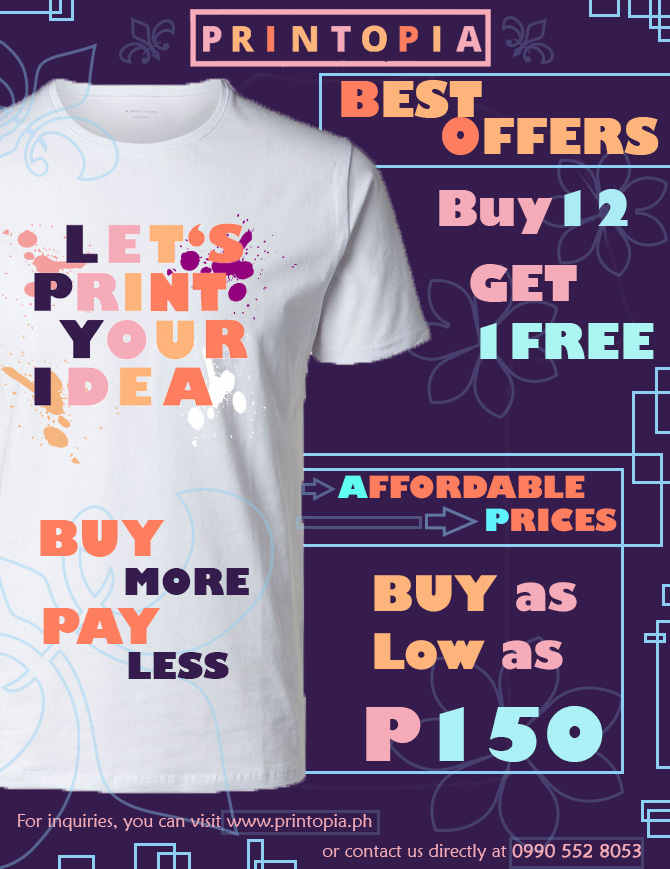 PRINTOPIA
BEST
OFFERS
Buy 12
GET
1 FREE
LET'S
PRINT
YOUR
IDEA
AFFORDABLE
PRICES
BUY
MORE
PAY
LESS
BUY as
Low as
P150
For inquiries, you can visit www.printopia.ph
or contact us directly at 0990 552 8053